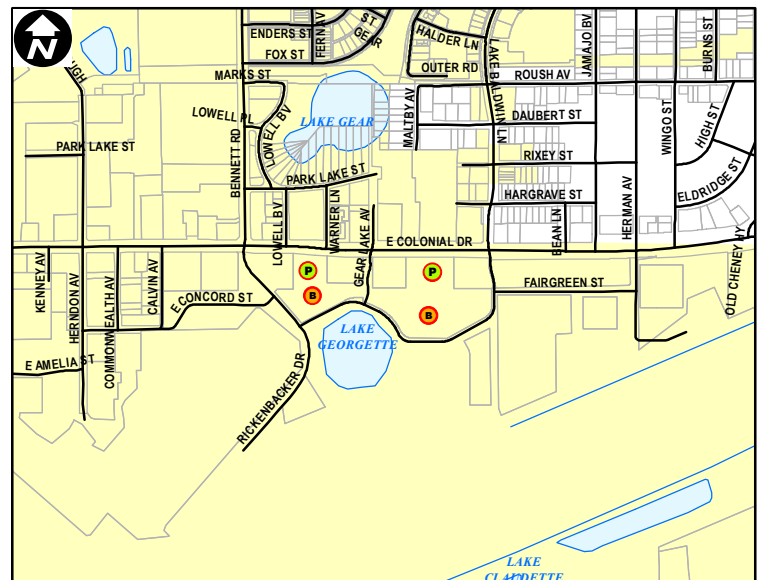 N
ENDERS ST
FERN AV
ST
GEAR
HALDER LN
FOX ST
OUTER RD
MARKS ST
LAKE BALDWIN LN
ROUSH AV
JAMAJO BV
BURNS ST
UGH
LOWELL PL
LOWELL BV
LAKE GEAR
MALTBY AV
DAUBERT ST
WINGO ST
HIGH ST
PARK LAKE ST
BENNETT RD
PARK LAKE ST
RIXEY ST
HARGRAVE ST
ELDRIDGE ST
LOWELL BV
WARNER LN
GEAR LAKE AV
E COLONIAL DR
BEAN LN
HERMAN AV
OLD CHENEY HY
KENNEY AV
HERNDON AV
COMMONWEALTH AV
CALVIN AV
E CONCORD ST
P
P
FAIRGREEN ST
B
B
LAKE
GEORGETTE
E AMELIA ST
RICKENBACKER DR
LAKE
CLAUDETTE